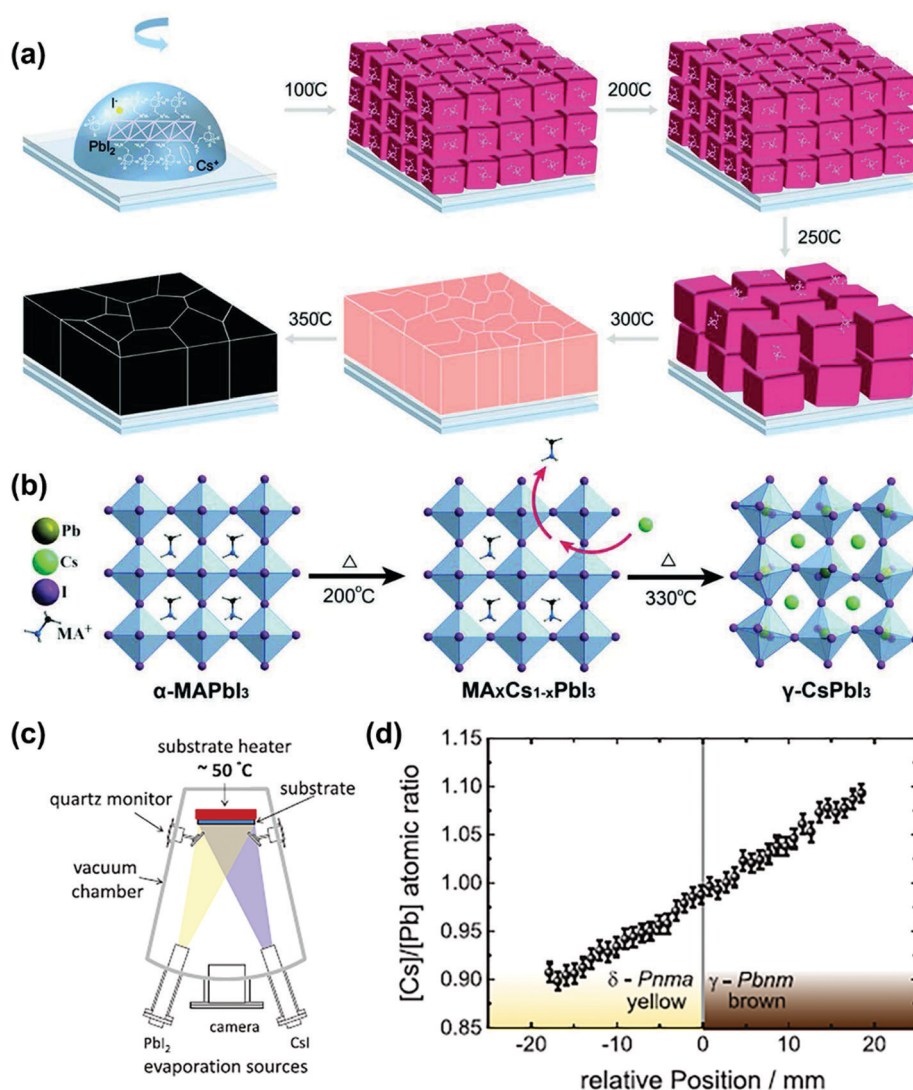 (a)
I-
PbI2
Cs+
100℃
200℃
250℃
300℃
350℃
(b)
Pb
Cs
I
MA+
△
200°C
△
330°C
α-MAPbI3
MAxCs1-xPbI3
γ-CsPbI3
(c)
substrate heater
~ 50 °C
substrate
quartz monitor
vacuum
chamber
PbI2
camera
CsI
evaporation sources
(d)
[Cs]/[Pb] atomic ratio
1.15
1.10
1.05
1.00
0.95
0.90
0.85
δ - Pnma
yellow
γ - Pbnm
brown
-20
-10
0
10
20
relative Position / mm